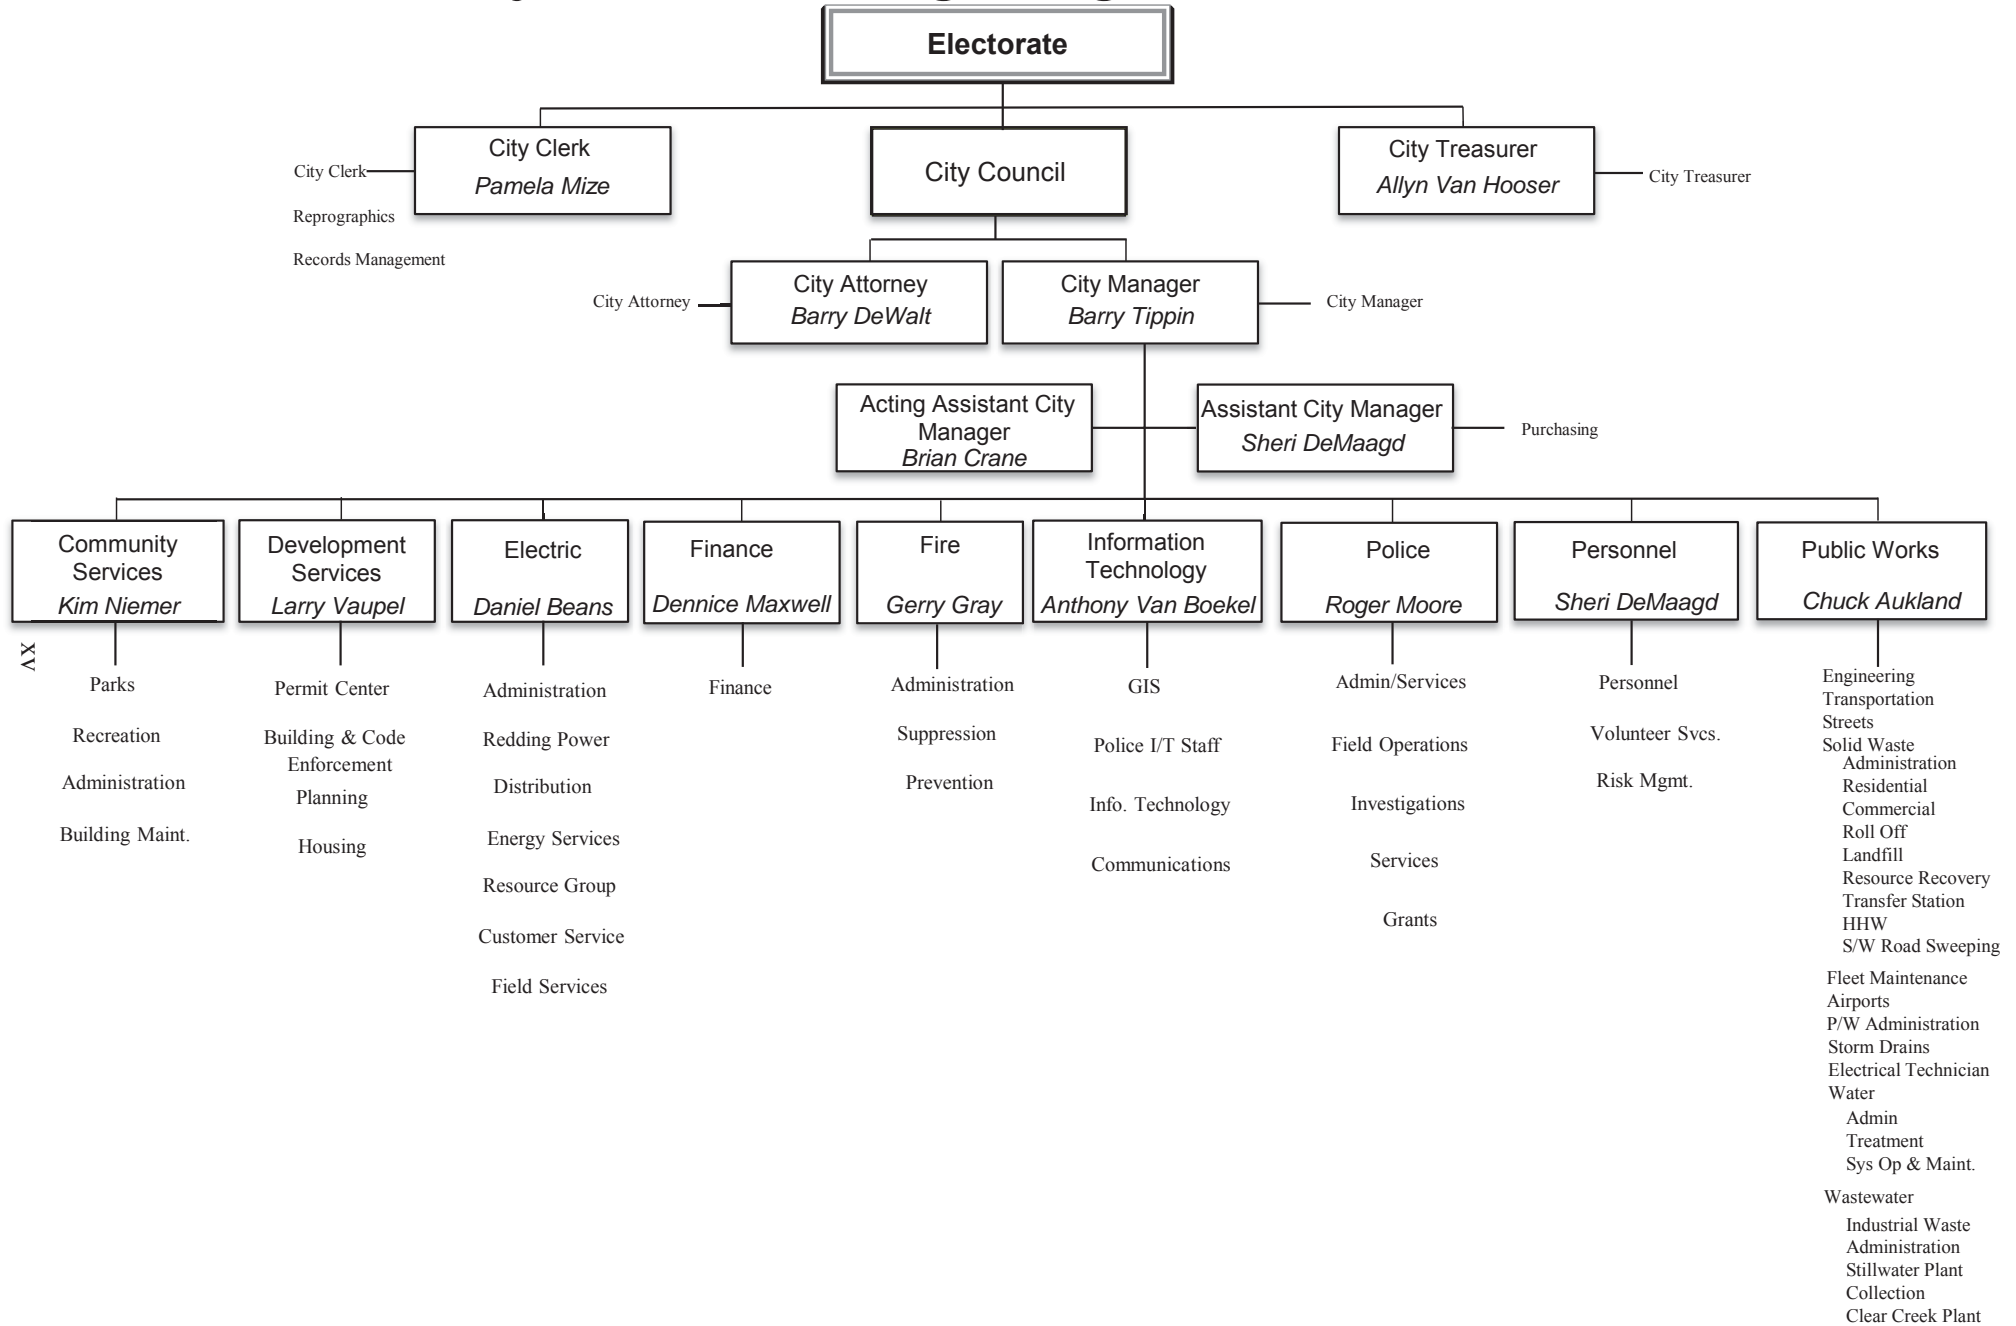 Electorate
City Clerk
Pamela Mize
City Clerk
Reprographics
Records Management
City Council
City Treasurer
Allyn Van Hooser
City Treasurer
City Attorney
Barry DeWalt
City Attorney
City Manager
Barry Tippin
City Manager
Acting Assistant City
Manager
Brian Crane
Assistant City Manager
Sheri DeMaagd
Purchasing
Community
Services
Kim Niemer
Parks
Recreation
Administration
Building Maint.
Development
Services
Larry Vaupel
Permit Center
Building & Code
Enforcement
Planning
Housing
Electric
Daniel Beans
Administration
Redding Power
Distribution
Energy Services
Resource Group
Customer Service
Field Services
Finance
Dennice Maxwell
Finance
Fire
Gerry Gray
Administration
Suppression
Prevention
Information
Technology
Anthony Van Boekel
GIS
Police I/T Staff
Info. Technology
Communications
Police
Roger Moore
Admin/Services
Field Operations
Investigations
Services
Grants
Personnel
Sheri DeMaagd
Personnel
Volunteer Svcs.
Risk Mgmt.
Public Works
Chuck Aukland
Engineering
Transportation
Streets
Solid Waste
Administration
Residential
Commercial
Roll Off
Landfill
Resource Recovery
Transfer Station
HHW
S/W Road Sweeping
Fleet Maintenance
Airports
P/W Administration
Storm Drains
Electrical Technician
Water
Admin
Treatment
Sys Op & Maint.
Wastewater
Industrial Waste
Administration
Stillwater Plant
Collection
Clear Creek Plant
XV